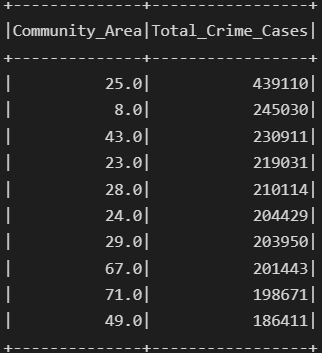 +--------------+-----------------+
|Community_Area|Total_Crime_Cases|
+--------------+-----------------+
|          25.0|           439110|
|           8.0|           245030|
|          43.0|           230911|
|          23.0|           219031|
|          28.0|           210114|
|          24.0|           204429|
|          29.0|           203950|
|          67.0|           201443|
|          71.0|           198671|
|          49.0|           186411|
+--------------+-----------------+